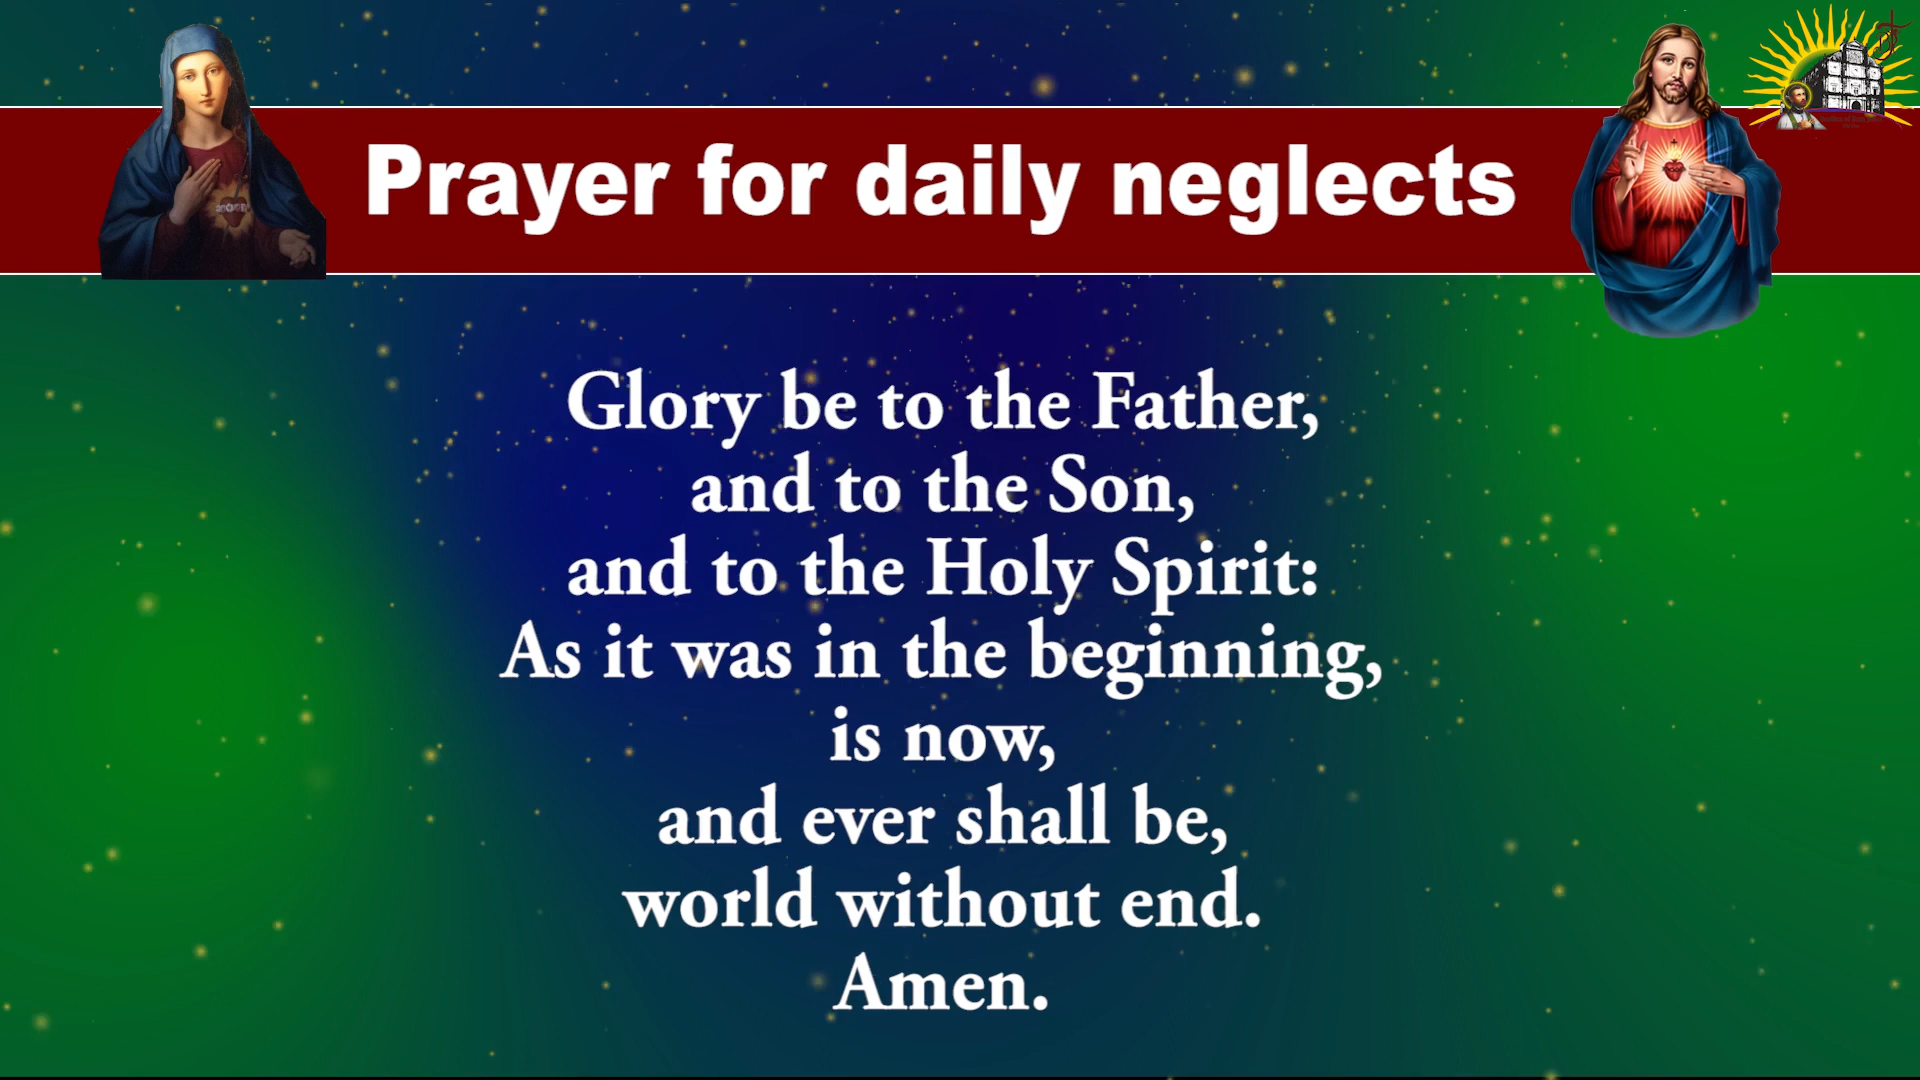 Prayer for daily neglects
Glory be to the Father,
and to the Son,
and to the Holy Spirit:
As it was in the beginning,
is now,
and ever shall be,
world without end.
Amen.